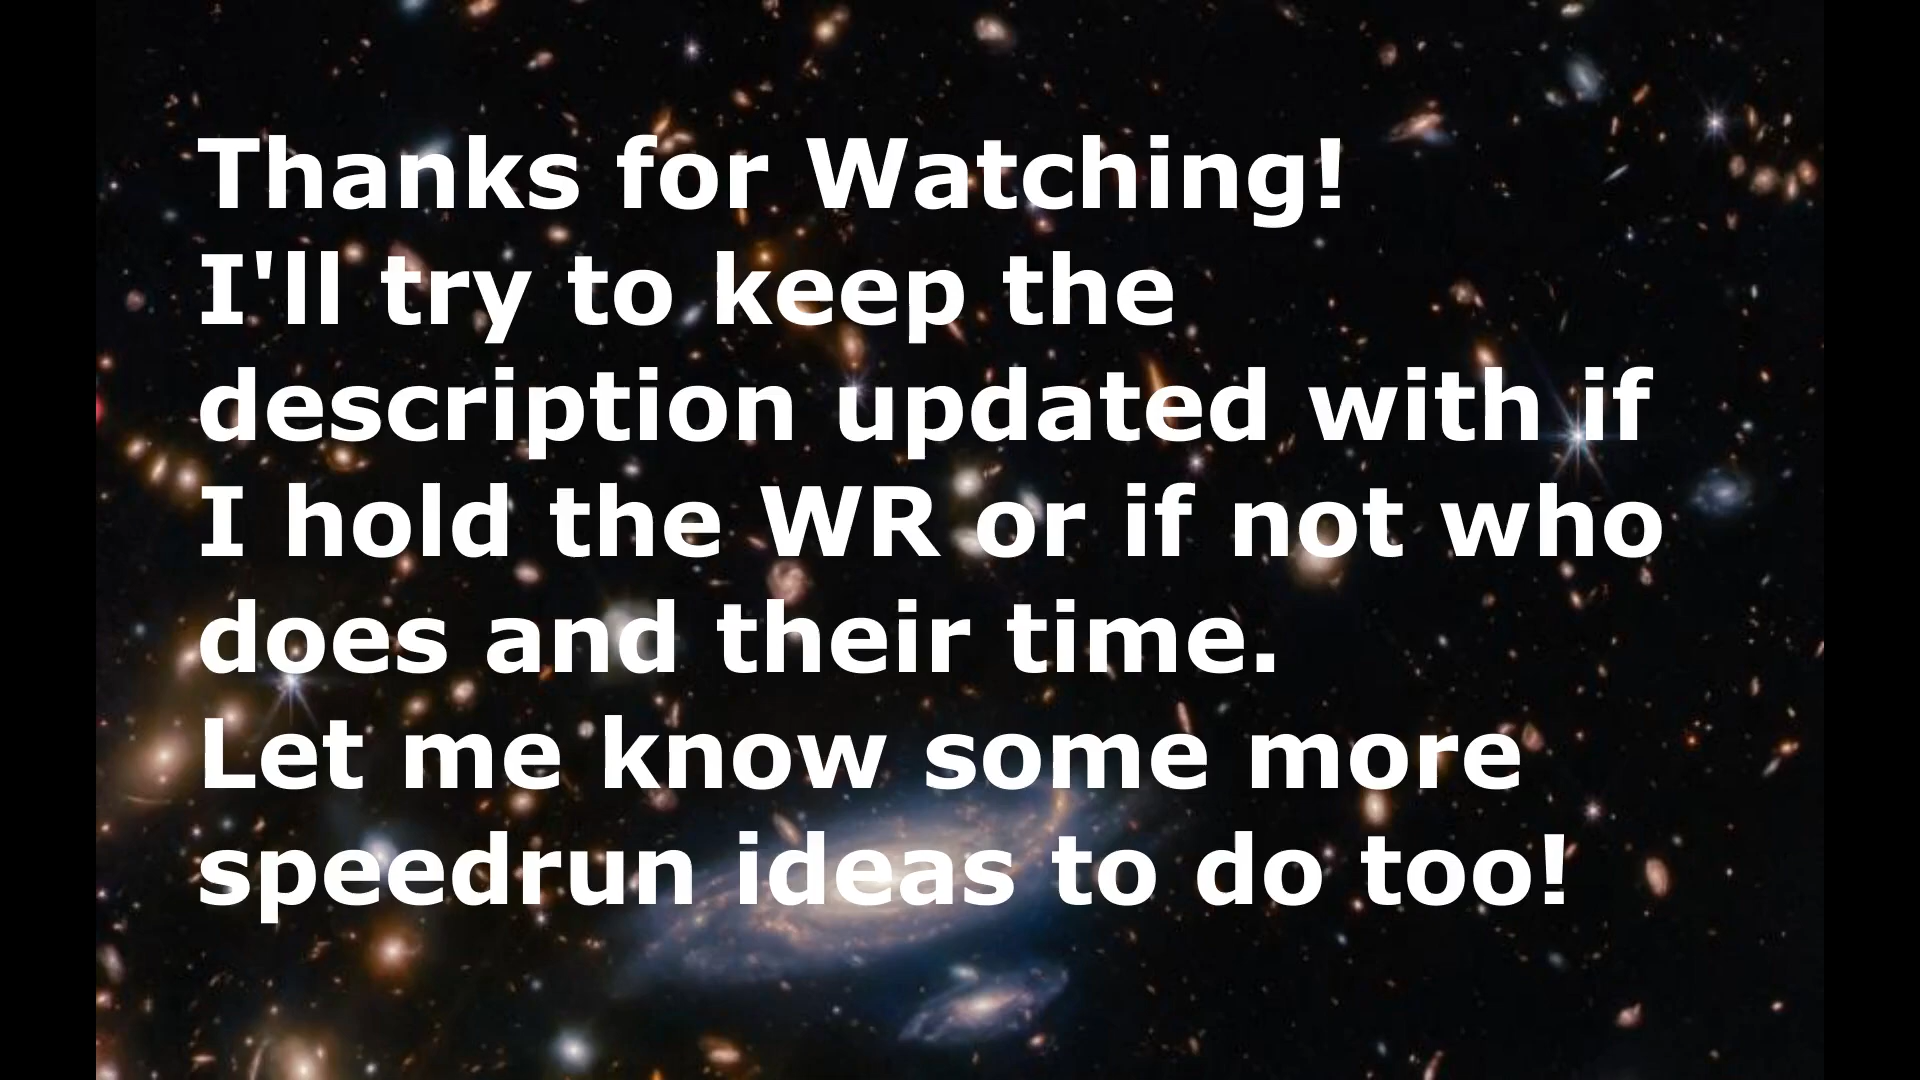 Thanks for Watching!
I'll try to keep the
description updated with if
I hold the WR or if not who
does and their time.
Let me know some more
speedrun ideas to do too!